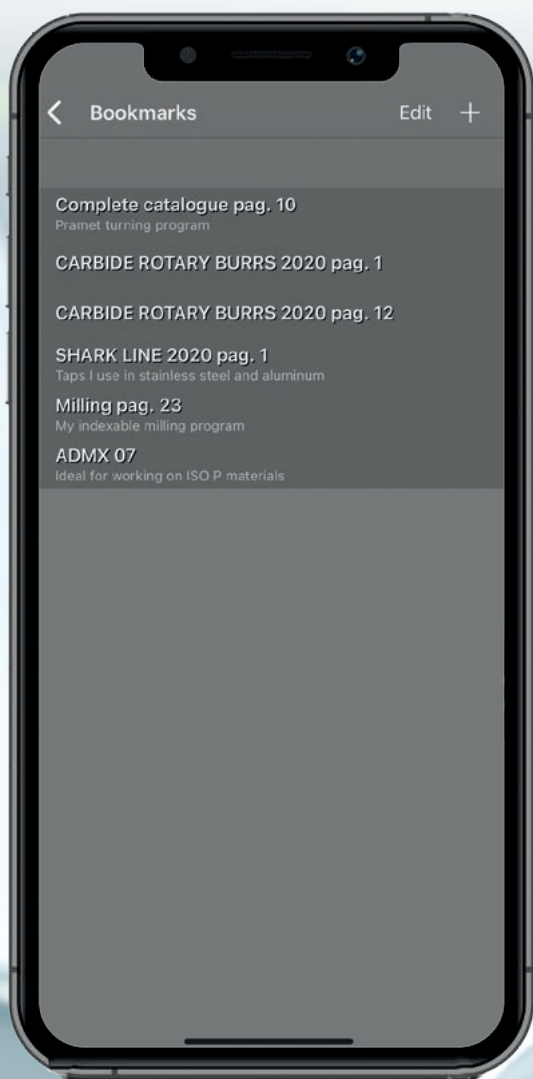 Bookmarks Edit +
Complete catalogue pag. 10
Pramet turning program
CARBIDE ROTARY BURRS 2020 pag. 1
CARBIDE ROTARY BURRS 2020 pag. 12
SHARK LINE 2020 pag. 1
Taps I use in stainless steel and aluminum
Milling pag. 23
My indexable milling program
ADMX 07
Ideal for working on ISO P materials